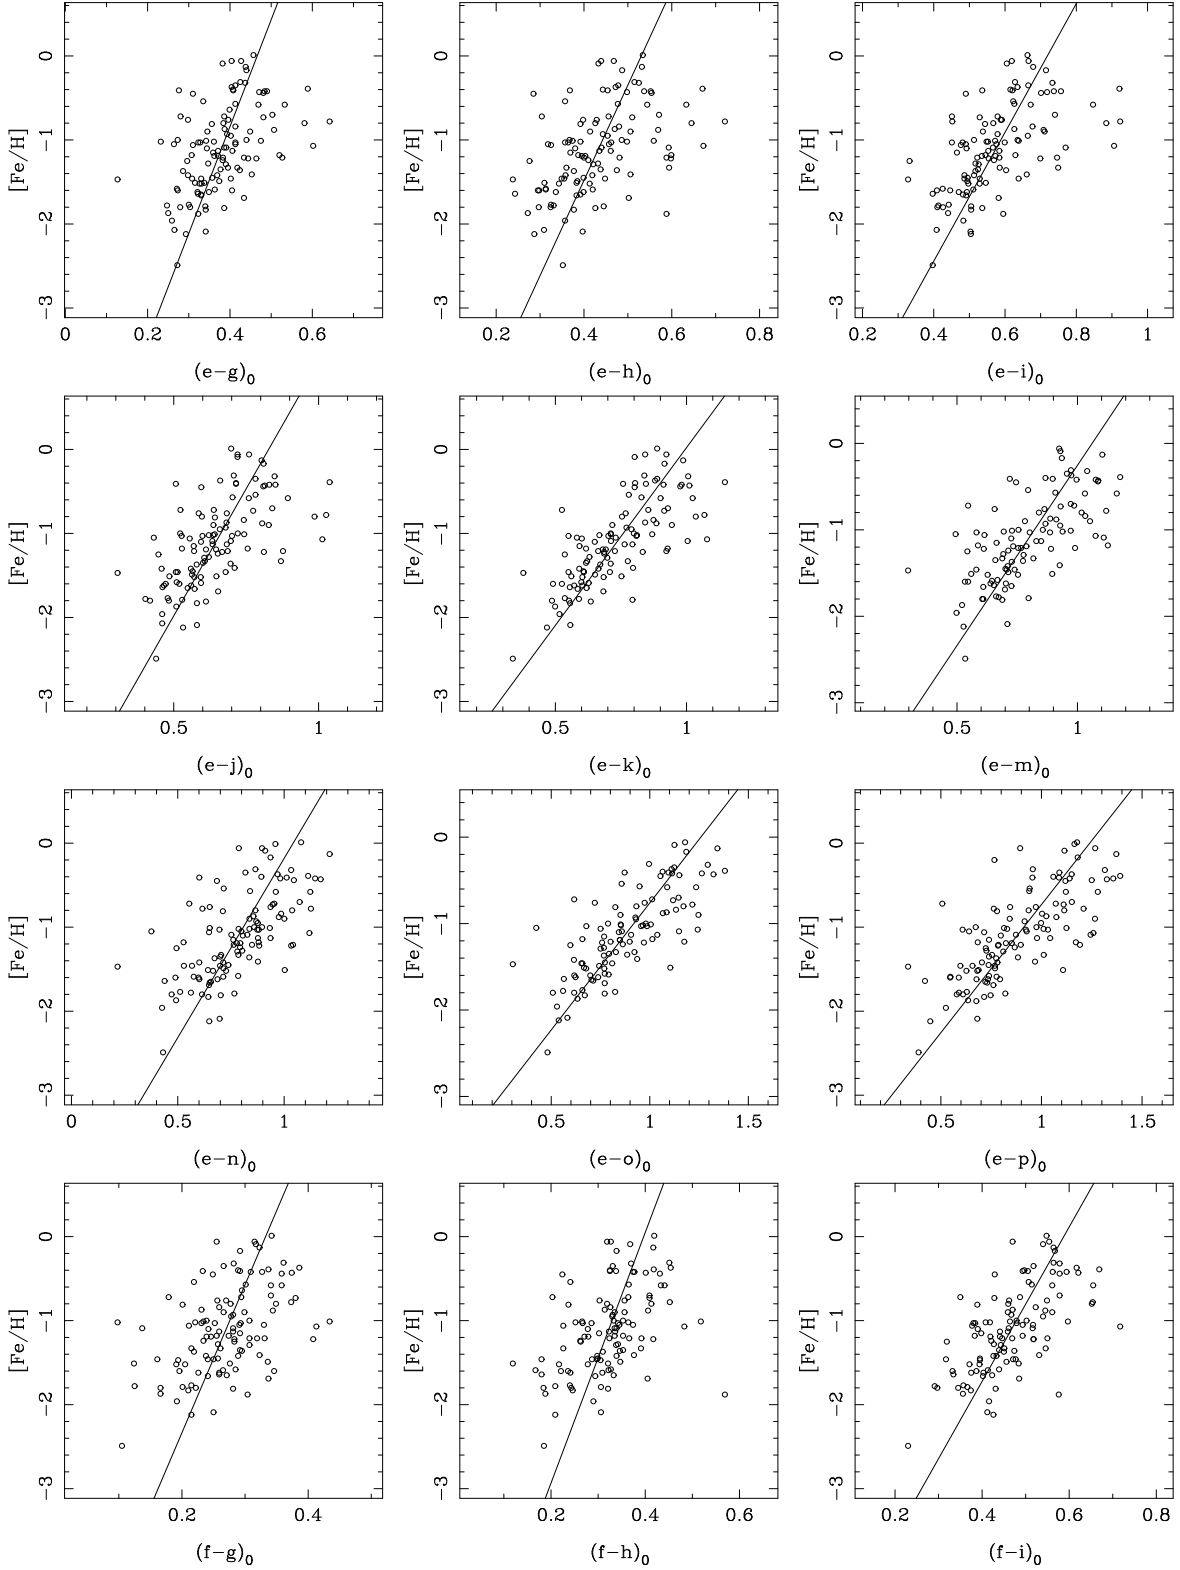 [Fe/H]
0
−1
−2
−3
0 0.2 0.4 0.6
(e−g)₀
[Fe/H]
0
−1
−2
−3
0.2 0.4 0.6 0.8
(e−h)₀
[Fe/H]
0
−1
−2
−3
0.2 0.4 0.6 0.8 1
(e−i)₀
[Fe/H]
0
−1
−2
−3
0.5 1
(e−j)₀
[Fe/H]
0
−1
−2
−3
0.5 1
(e−k)₀
[Fe/H]
0
−1
−2
−3
0.5 1
(e−m)₀
[Fe/H]
0
−1
−2
−3
0 0.5 1
(e−n)₀
[Fe/H]
0
−1
−2
−3
0.5 1 1.5
(e−o)₀
[Fe/H]
0
−1
−2
−3
0.5 1 1.5
(e−p)₀
[Fe/H]
0
−1
−2
−3
0.2 0.4
(f−g)₀
[Fe/H]
0
−1
−2
−3
0.2 0.4 0.6
(f−h)₀
[Fe/H]
0
−1
−2
−3
0.2 0.4 0.6 0.8
(f−i)₀